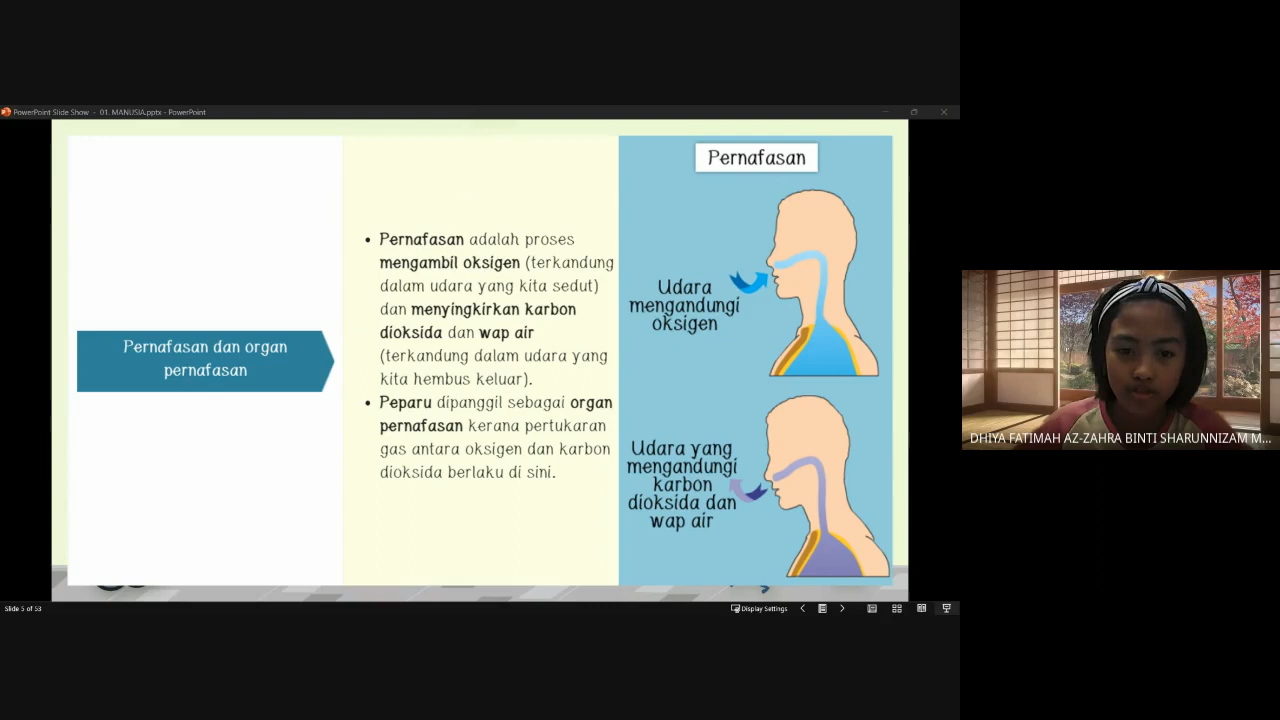 PowerPoint Slide Show - 01. MANUSIA.pptx - PowerPoint
Pernafasan dan organ
pernafasan
• Pernafasan adalah proses
mengambil oksigen (terkandung
dalam udara yang kita sedut)
dan menyingkirkan karbon
dioksida dan wap air
(terkandung dalam udara yang
kita hembus keluar).
• Peparu dipanggil sebagai organ
pernafasan kerana pertukaran
gas antara oksigen dan karbon
dioksida berlaku di sini.
Pernafasan
Udara
mengandungi
oksigen
Udara yang
mengandungi
karbon
dioksida dan
wap air
Slide 5 of 53
Display Settings
DHIYA FATIMAH AZ-ZAHRA BINTI SHARUNNIZAM M...